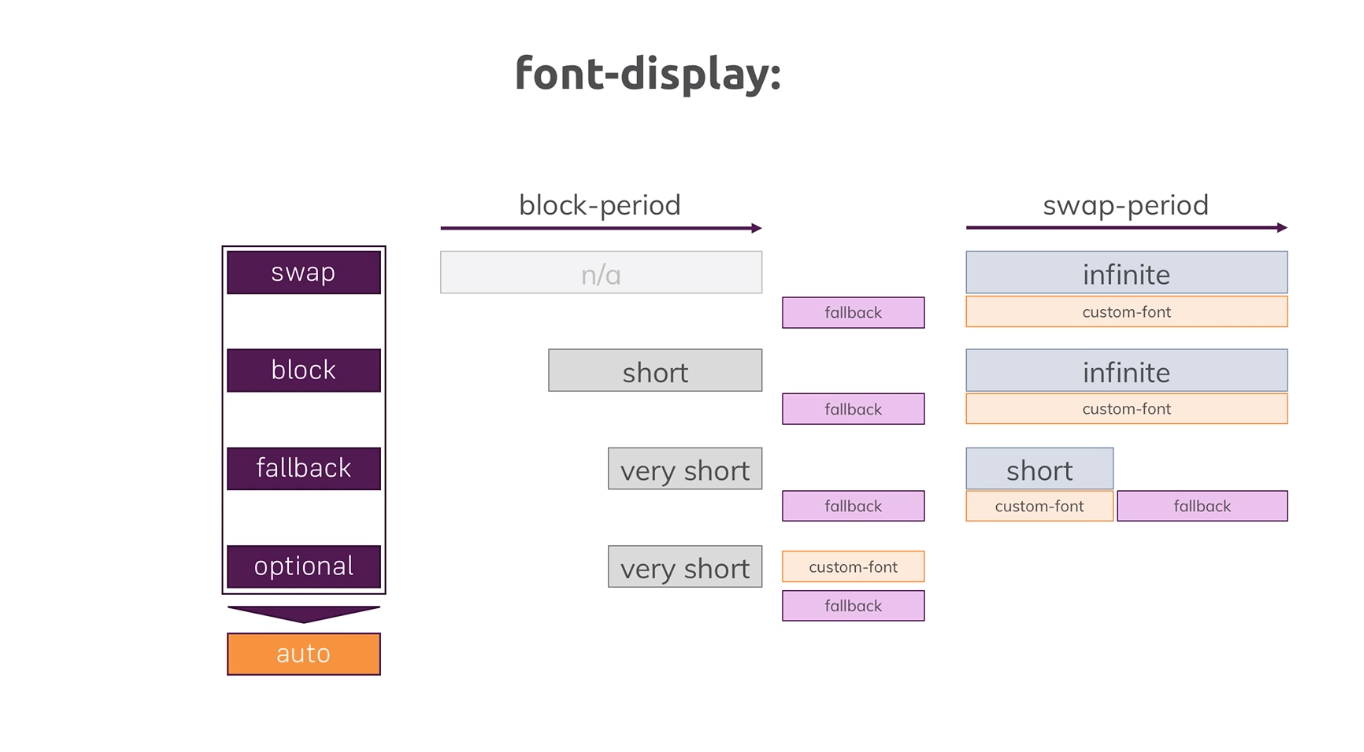 font-display:
block-period
swap-period
swap
n/a
infinite
fallback
custom-font
block
short
infinite
fallback
custom-font
fallback
very short
short
fallback
custom-font
fallback
optional
very short
custom-font
fallback
auto